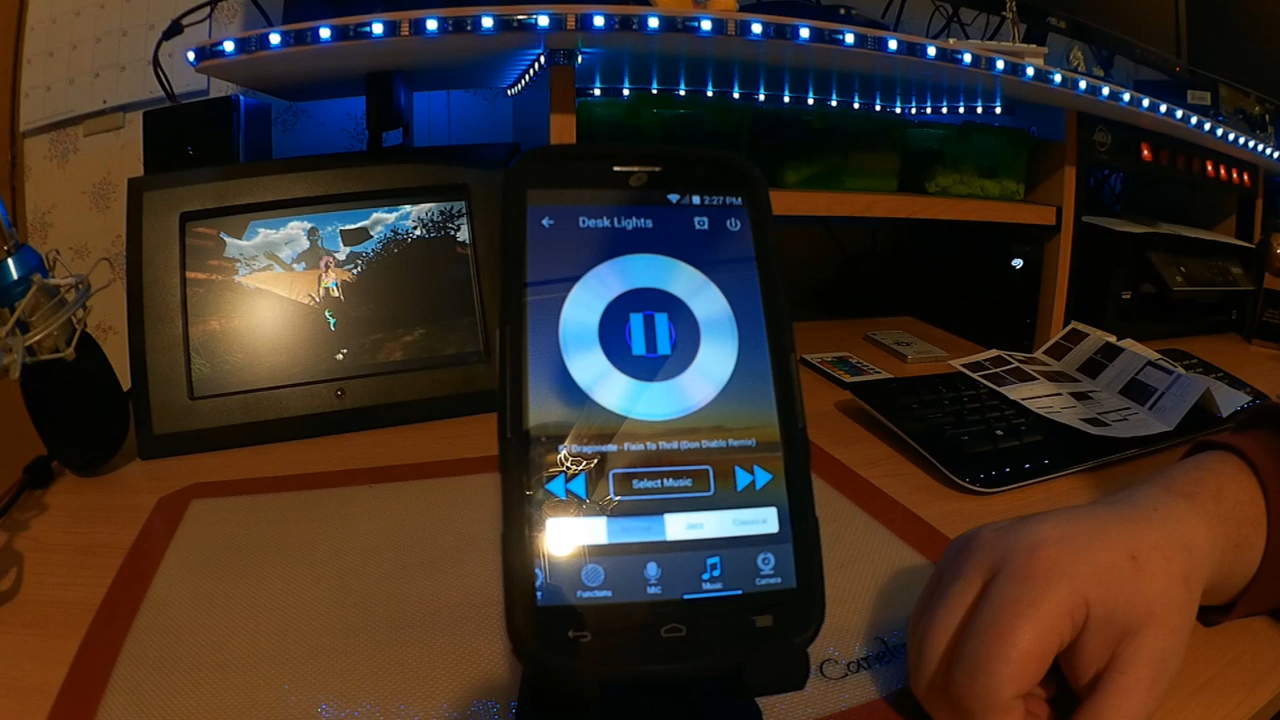 2:27 PM
Desk Lights
Dragonette - Fixin To Thrill (Don Diablo Remix)
Select Music
Jazz
Classical
Functions
MIC
Music
Camera